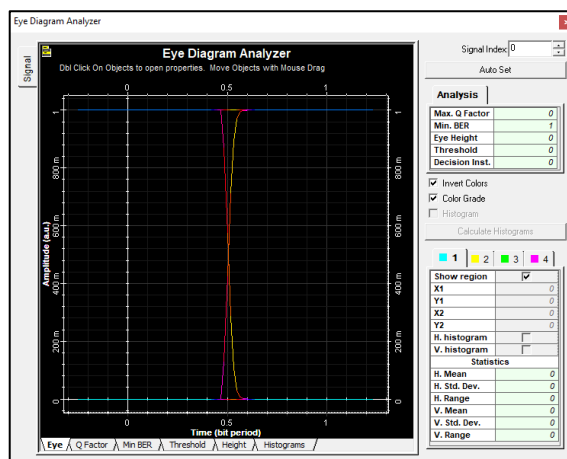 Eye Diagram Analyzer
x
Signal
Eye Diagram Analyzer
Dbl Click On Objects to open properties. Move Objects with Mouse Drag
0 0.5 1
1 1
800 m 800 m
600 m 600 m
400 m 400 m
200 m 200 m
0 0
Amplitude (a.u.)
0 0.5 1
Time (bit period)
Eye Q Factor Min BER Threshold Height Histograms
Signal Index: 0
Auto Set
Analysis
Max. Q Factor 0
Min. BER 1
Eye Height 0
Threshold 0
Decision Inst. 0
Invert Colors
Color Grade
Histogram
Calculate Histograms
1 2 3 4
Show region
X1 0
Y1 0
X2 0
Y2 0
H. histogram
V. histogram
Statistics
H. Mean 0
H. Std. Dev. 0
H. Range 0
V. Mean 0
V. Std. Dev. 0
V. Range 0